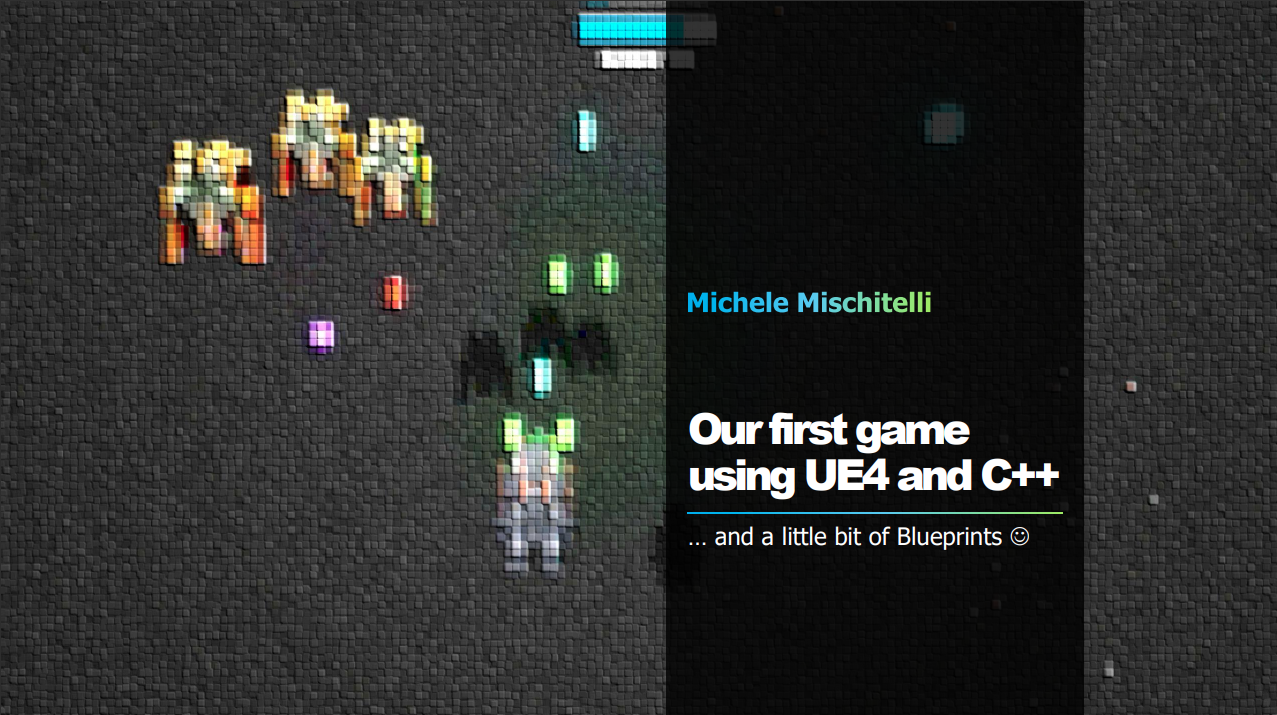 Michele Mischitelli
Our first game
using UE4 and C++
... and a little bit of Blueprints ☺